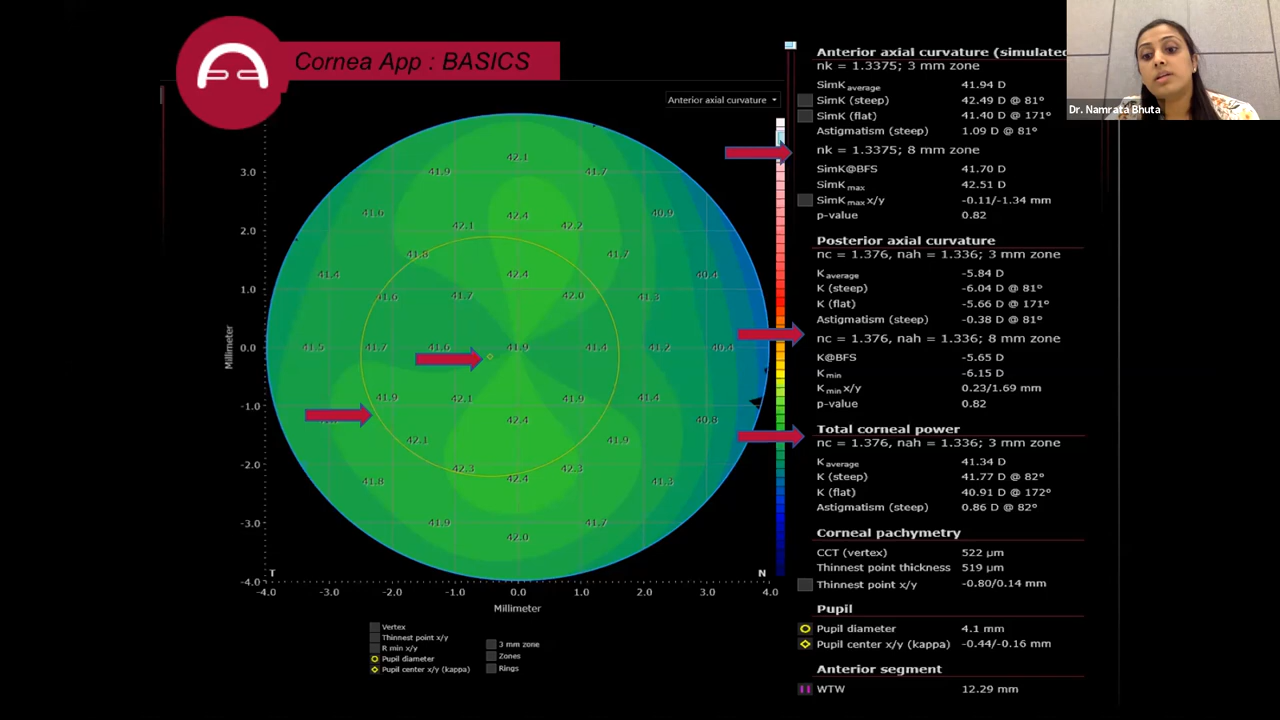 Cornea App : BASICS
Dr. Namrata Bhuta
Anterior axial curvature
42.1
41.9
41.7
41.6
42.4
40.9
42.1
42.2
41.8
41.7
41.4
42.4
40.4
41.6
41.7
42.0
41.3
41.5
41.7
41.6
41.9
41.4
41.2
40.4
41.9
42.1
41.9
41.4
42.4
40.8
42.1
41.9
42.3
42.3
41.8
42.4
41.3
41.9
41.7
42.0
3.0
2.0
1.0
0.0
-1.0
-2.0
-3.0
-4.0
Millimeter
T
N
-4.0 -3.0 -2.0 -1.0 0.0 1.0 2.0 3.0 4.0
Millimeter
Vertex
Thinnest point x/y
R min x/y
Pupil diameter
Pupil center x/y (kappa)
3 mm zone
Zones
Rings
Anterior axial curvature (simulated
nk = 1.3375; 3 mm zone
SimK average 41.94 D
SimK (steep) 42.49 D @ 81°
SimK (flat) 41.40 D @ 171°
Astigmatism (steep) 1.09 D @ 81°
nk = 1.3375; 8 mm zone
SimK@BFS 41.70 D
SimK max 42.51 D
SimK max x/y -0.11/-1.34 mm
p-value 0.82
Posterior axial curvature
nc = 1.376, nah = 1.336; 3 mm zone
K average -5.84 D
K (steep) -6.04 D @ 81°
K (flat) -5.66 D @ 171°
Astigmatism (steep) -0.38 D @ 81°
nc = 1.376, nah = 1.336; 8 mm zone
K@BFS -5.65 D
K min -6.15 D
K min x/y 0.23/1.69 mm
p-value 0.82
Total corneal power
nc = 1.376, nah = 1.336; 3 mm zone
K average 41.34 D
K (steep) 41.77 D @ 82°
K (flat) 40.91 D @ 172°
Astigmatism (steep) 0.86 D @ 82°
Corneal pachymetry
CCT (vertex) 522 µm
Thinnest point thickness 519 µm
Thinnest point x/y -0.80/0.14 mm
Pupil
Pupil diameter 4.1 mm
Pupil center x/y (kappa) -0.44/-0.16 mm
Anterior segment
WTW 12.29 mm